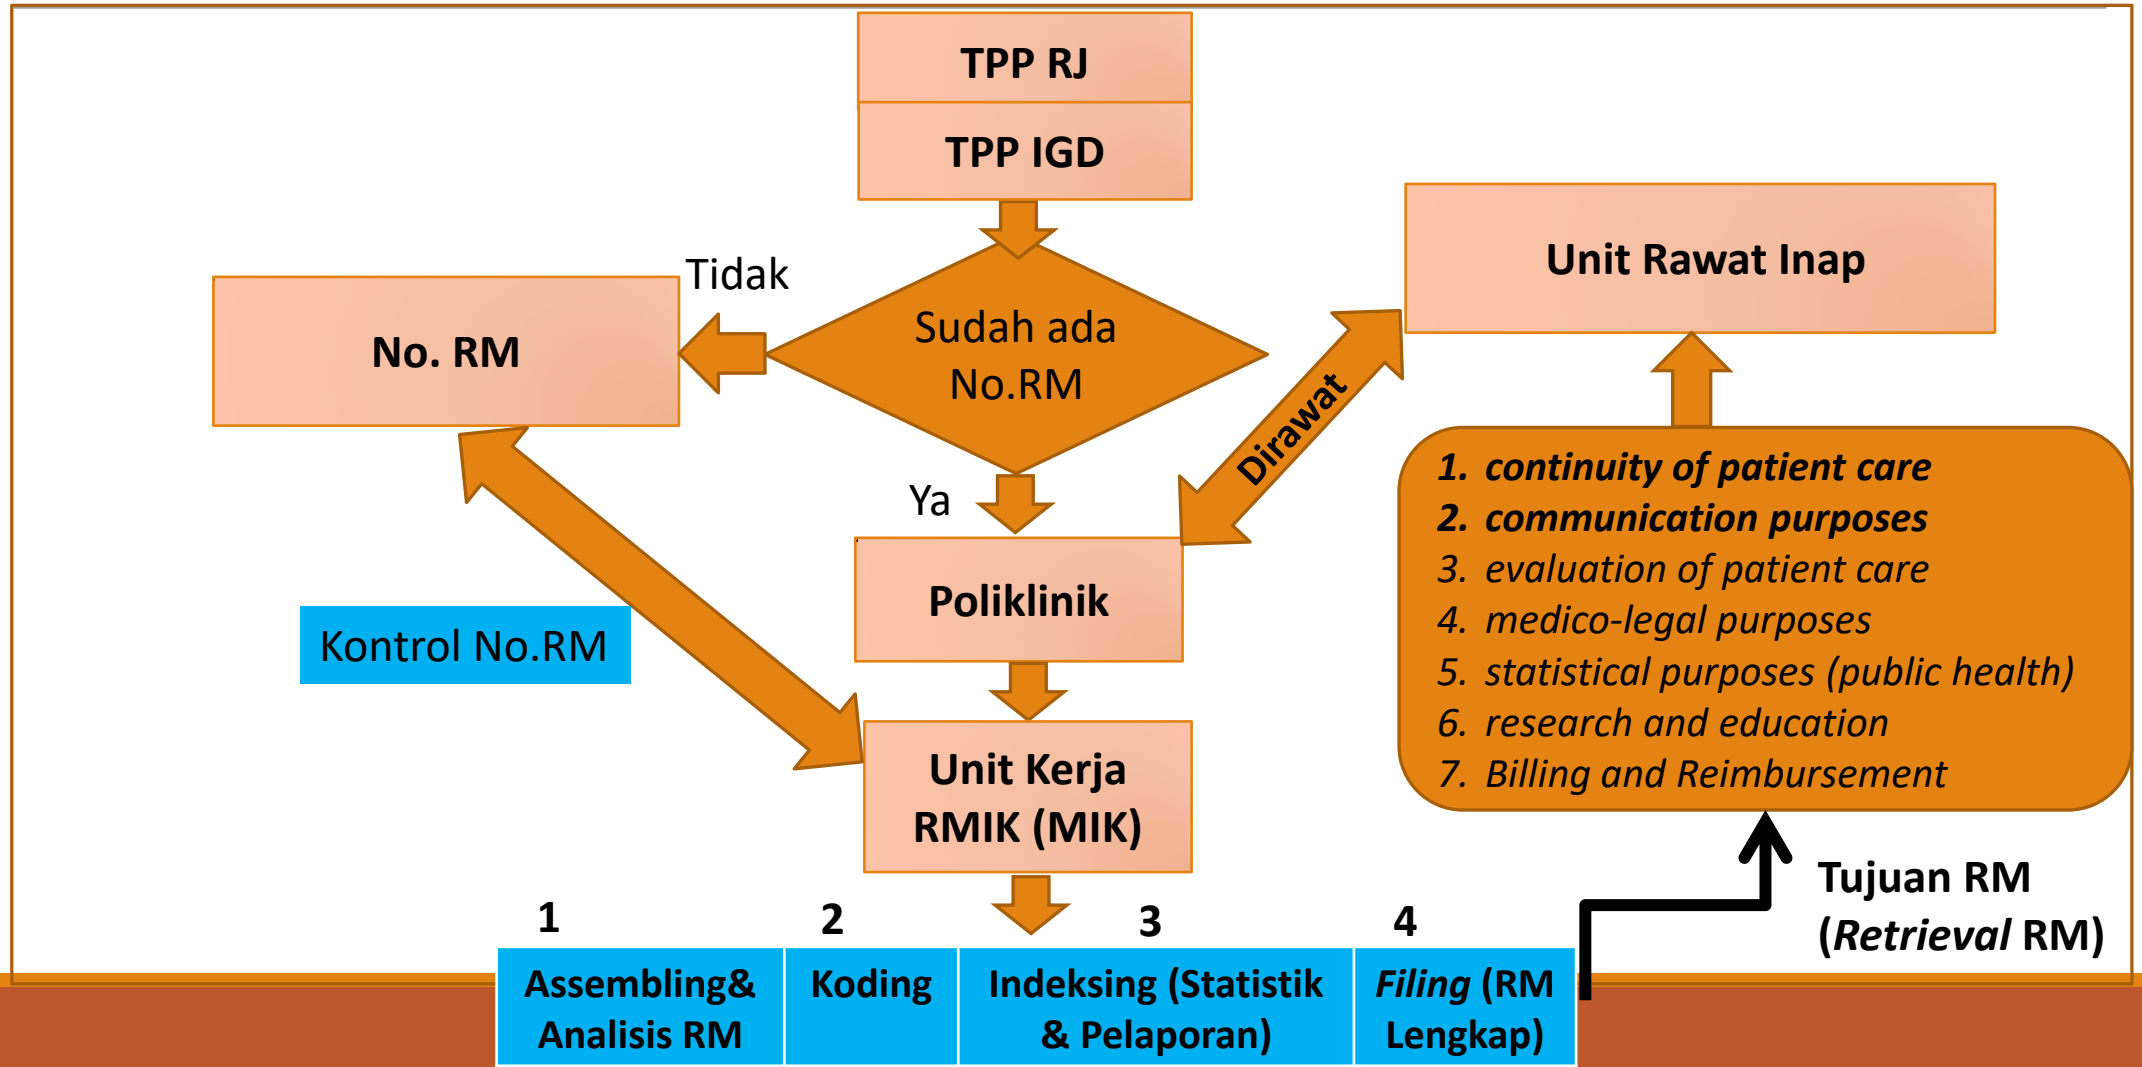 TPP RJ
TPP IGD
Tidak
Sudah ada
No.RM
No. RM
Unit Rawat Inap
Dirawat
Ya
Poliklinik
Kontrol No.RM
Unit Kerja
RMIK (MIK)
1. continuity of patient care
2. communication purposes
3. evaluation of patient care
4. medico-legal purposes
5. statistical purposes (public health)
6. research and education
7. Billing and Reimbursement
Tujuan RM
(Retrieval RM)
1
2
3
4
Assembling&
Analisis RM
Koding
Indeksing (Statistik
& Pelaporan)
Filing (RM
Lengkap)